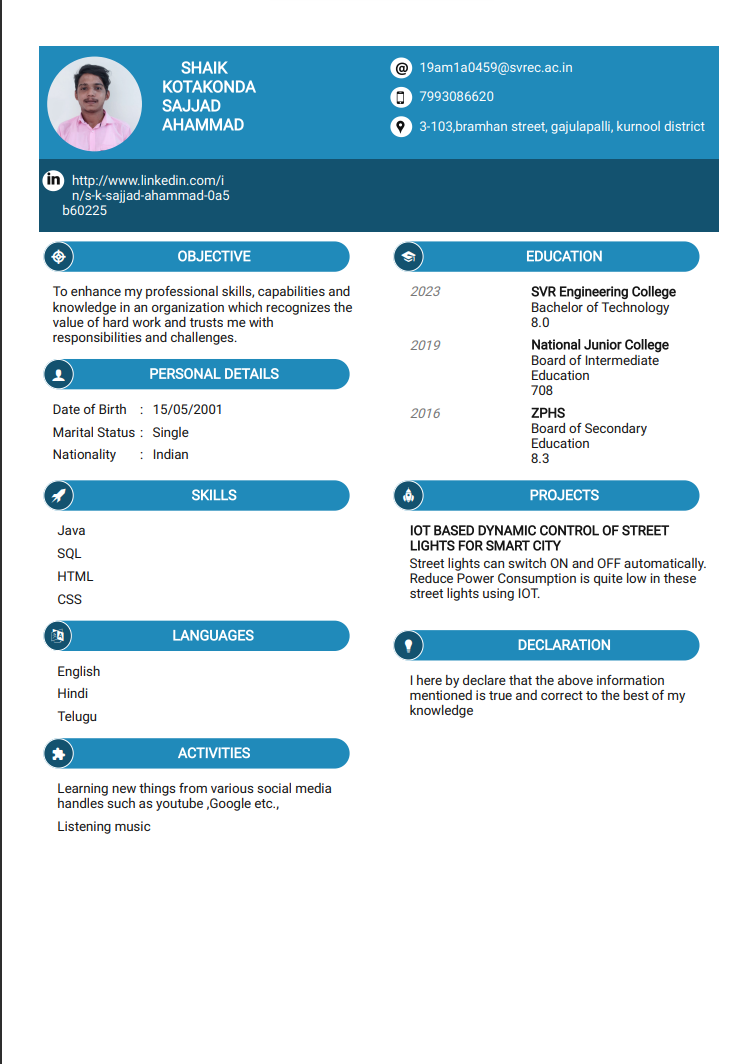 SHAIK
KOTAKONDA
SAJJAD
AHAMMAD
@ 19am1a0459@svrec.ac.in
7993086620
3-103,bramhan street, gajulapalli, kurnool district
in http://www.linkedin.com/i
n/s-k-sajjad-ahammad-0a5
b60225
OBJECTIVE
To enhance my professional skills, capabilities and
knowledge in an organization which recognizes the
value of hard work and trusts me with
responsibilities and challenges.
PERSONAL DETAILS
Date of Birth : 15/05/2001
Marital Status : Single
Nationality : Indian
SKILLS
Java
SQL
HTML
CSS
LANGUAGES
English
Hindi
Telugu
ACTIVITIES
Learning new things from various social media
handles such as youtube ,Google etc.,
Listening music
EDUCATION
2023 SVR Engineering College
Bachelor of Technology
8.0
2019 National Junior College
Board of Intermediate
Education
708
2016 ZPHS
Board of Secondary
Education
8.3
PROJECTS
IOT BASED DYNAMIC CONTROL OF STREET
LIGHTS FOR SMART CITY
Street lights can switch ON and OFF automatically.
Reduce Power Consumption is quite low in these
street lights using IOT.
DECLARATION
I here by declare that the above information
mentioned is true and correct to the best of my
knowledge